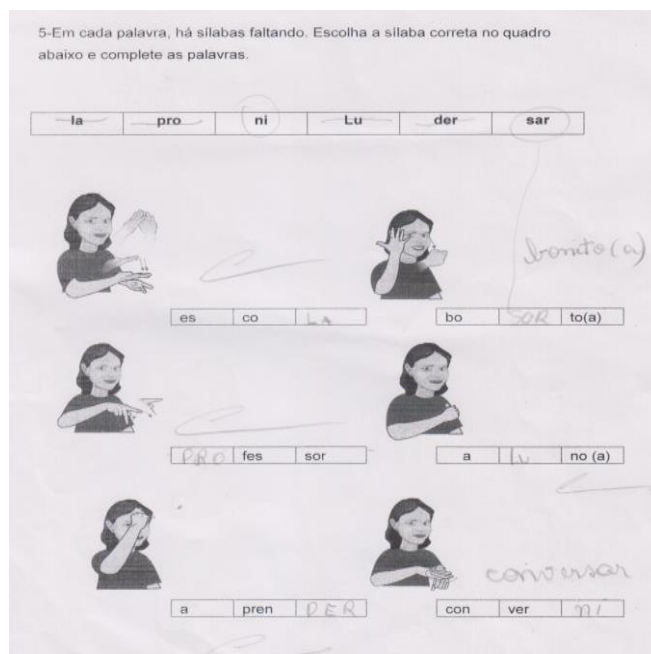 5-Em cada palavra, há sílabas faltando. Escolha a sílaba correta no quadro
abaixo e complete as palavras.
la pro ni Lu der sar
bonito(a)
es co LA bo SAR to(a)
PRO fes sor a Lu no (a)
conversar
a pren DER con ver ni